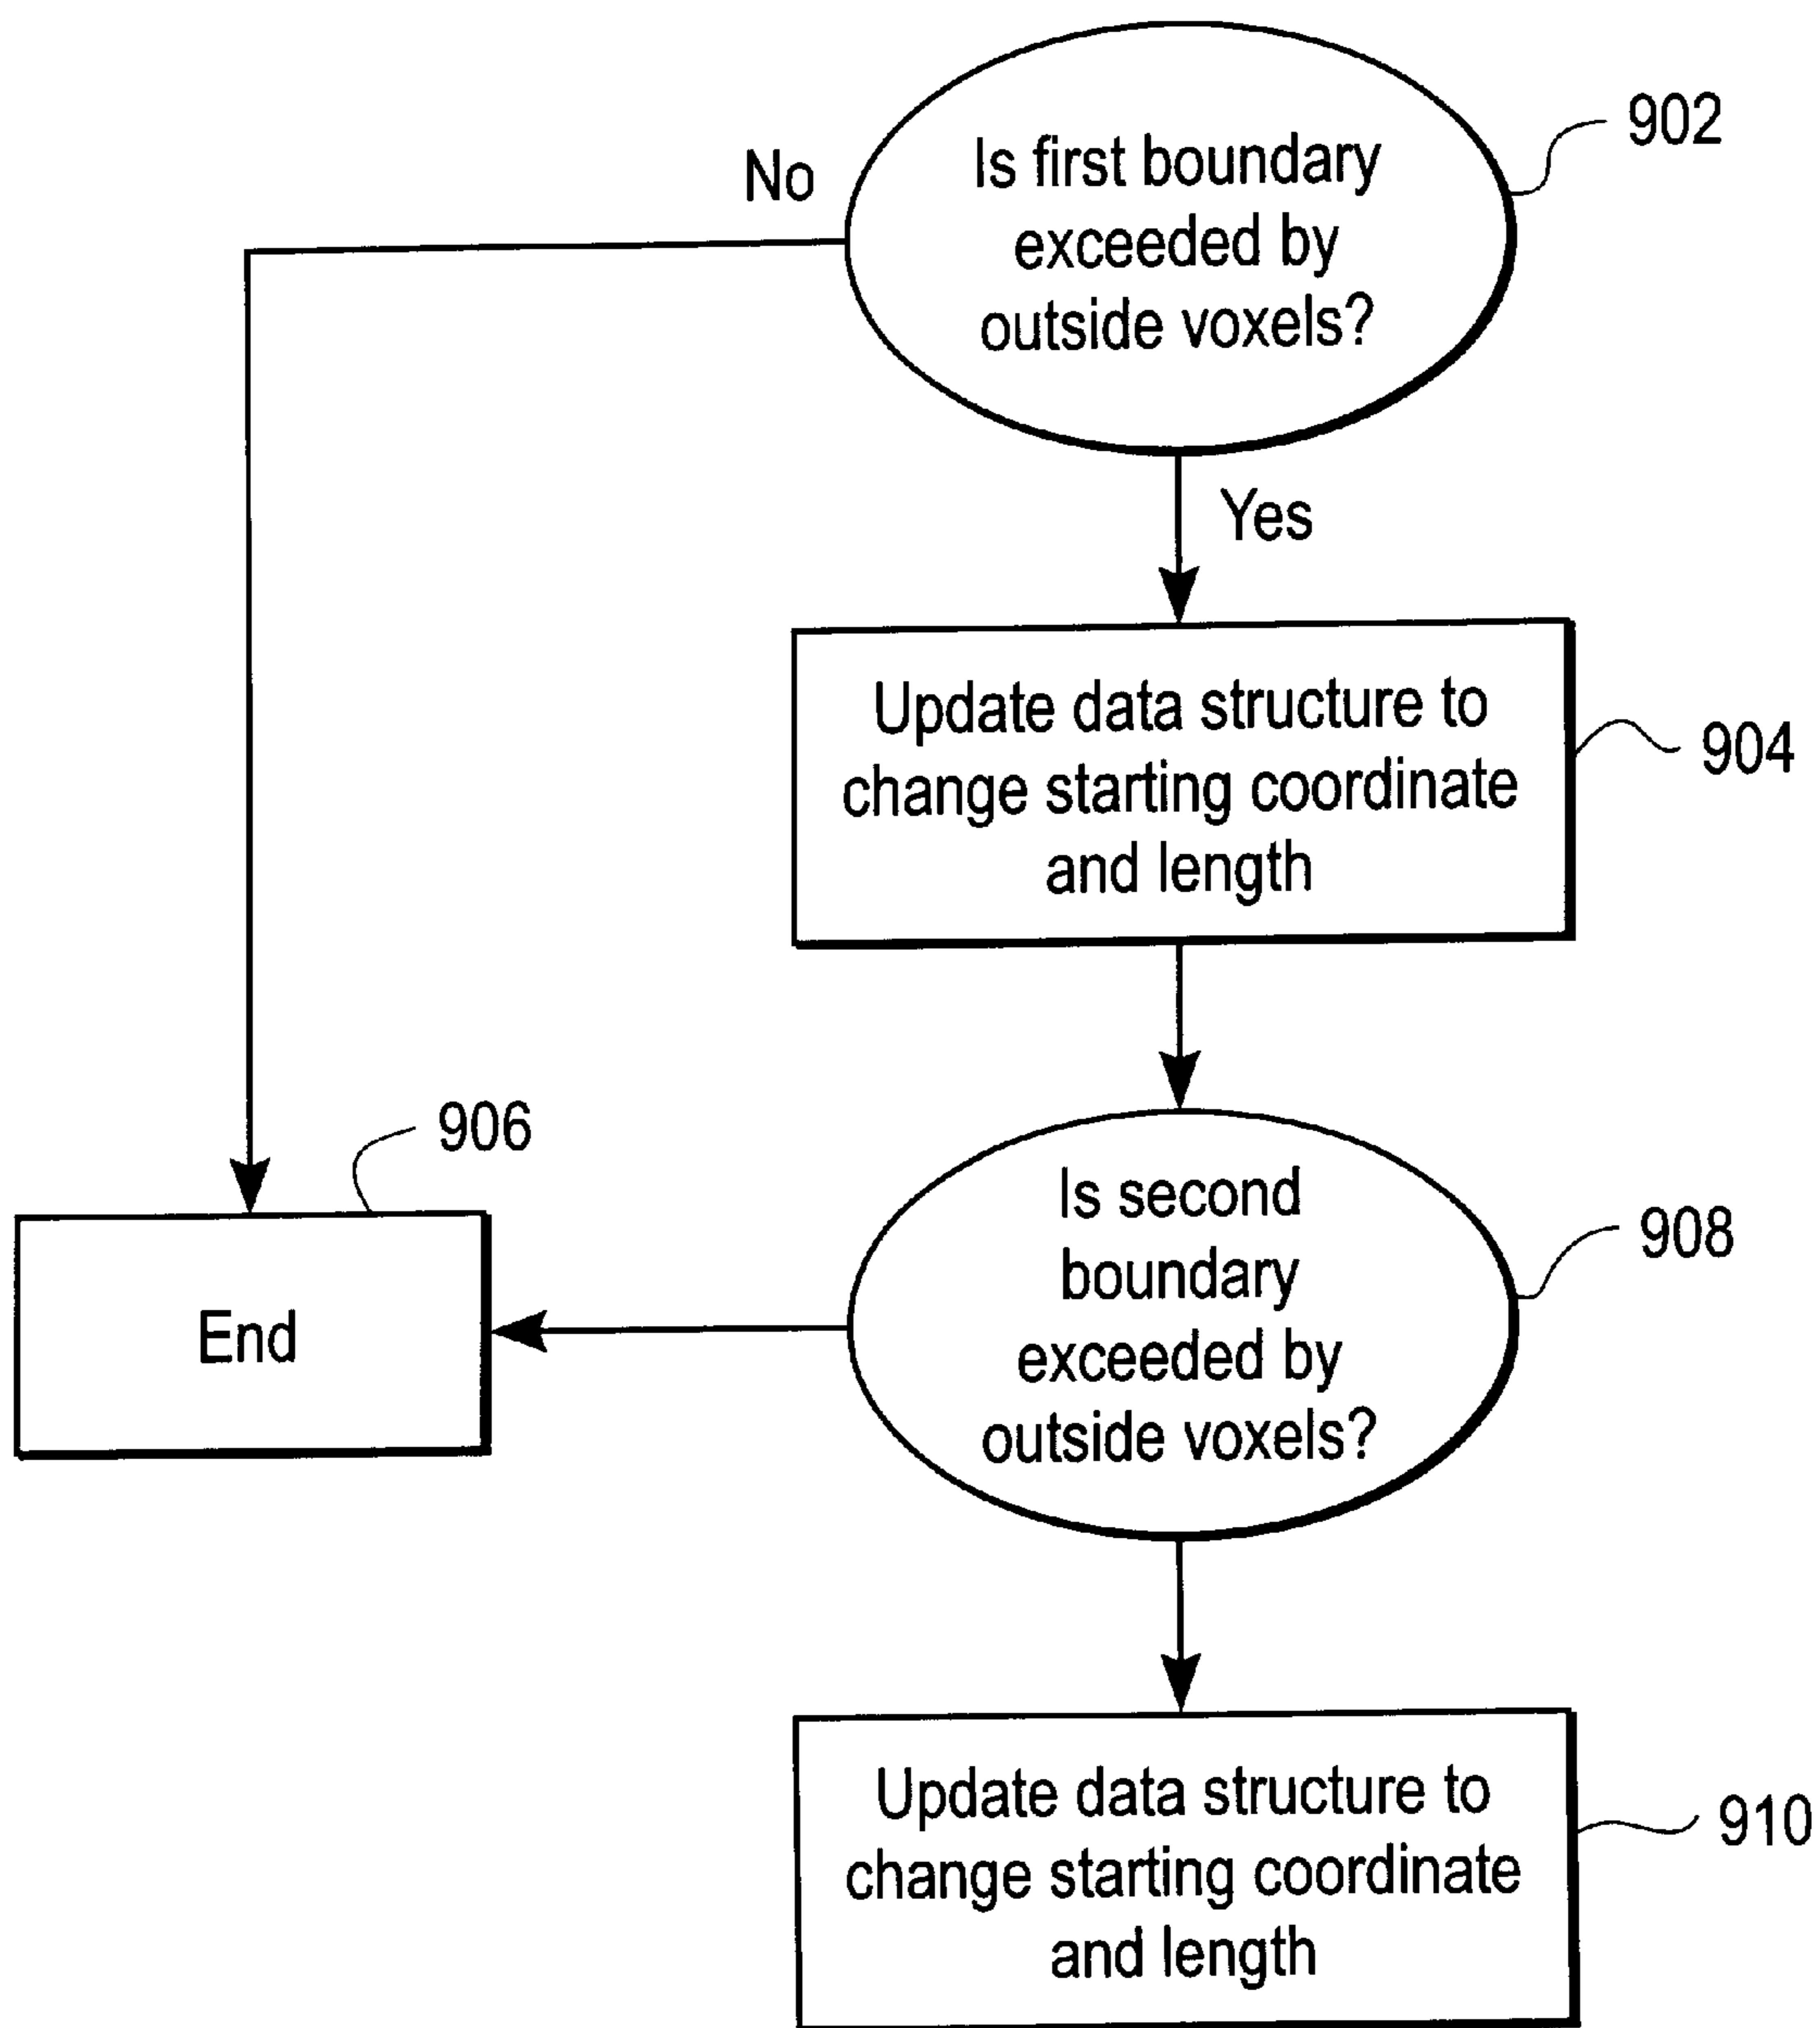 Is first boundary
exceeded by
outside voxels?
902
No
Yes
Update data structure to
change starting coordinate
and length
904
906
End
Is second
boundary
exceeded by
outside voxels?
908
Update data structure to
change starting coordinate
and length
910